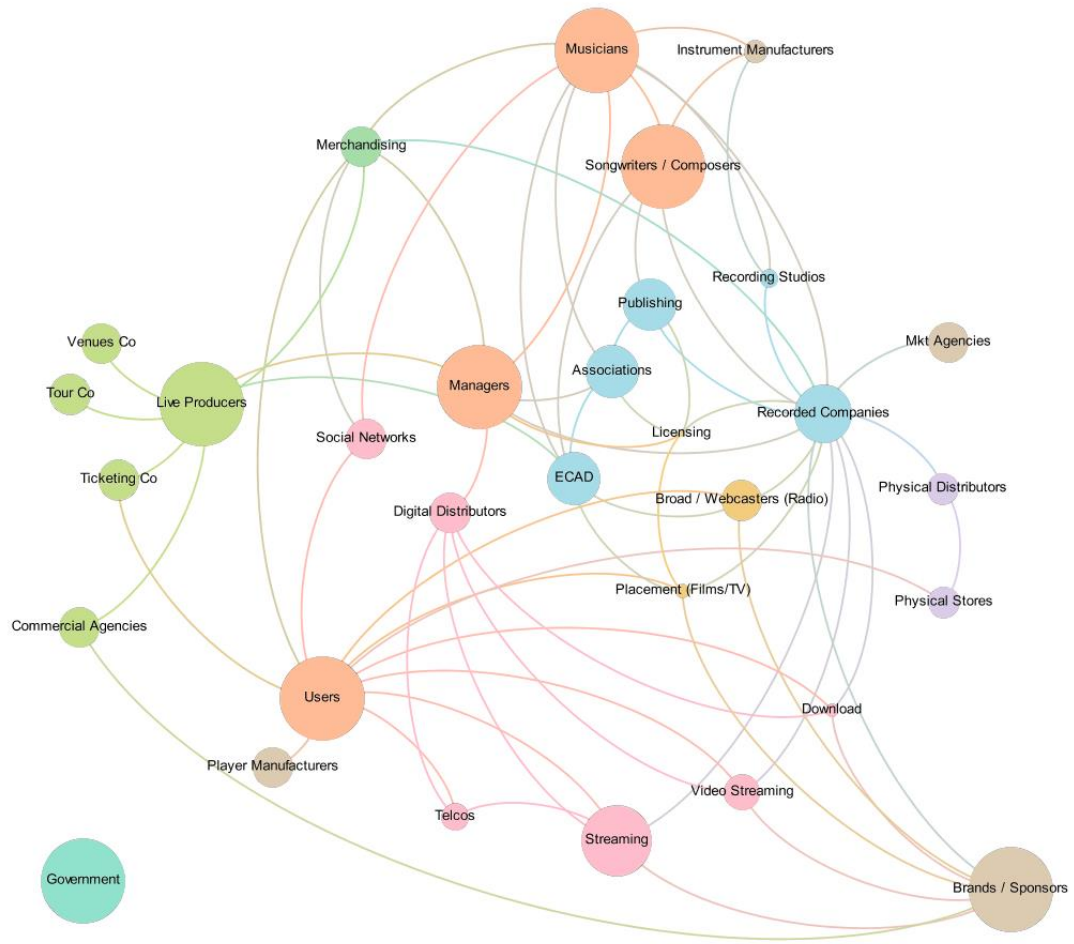 Musicians
Instrument Manufacturers
Merchandising
Songwriters / Composers
Recording Studios
Publishing
Venues Co
Mkt Agencies
Associations
Managers
Tour Co
Live Producers
Recorded Companies
Licensing
Social Networks
Ticketing Co
ECAD
Physical Distributors
Broad / Webcasters (Radio)
Digital Distributors
Placement (Films/TV)
Physical Stores
Commercial Agencies
Users
Download
Player Manufacturers
Video Streaming
Telcos
Streaming
Government
Brands / Sponsors